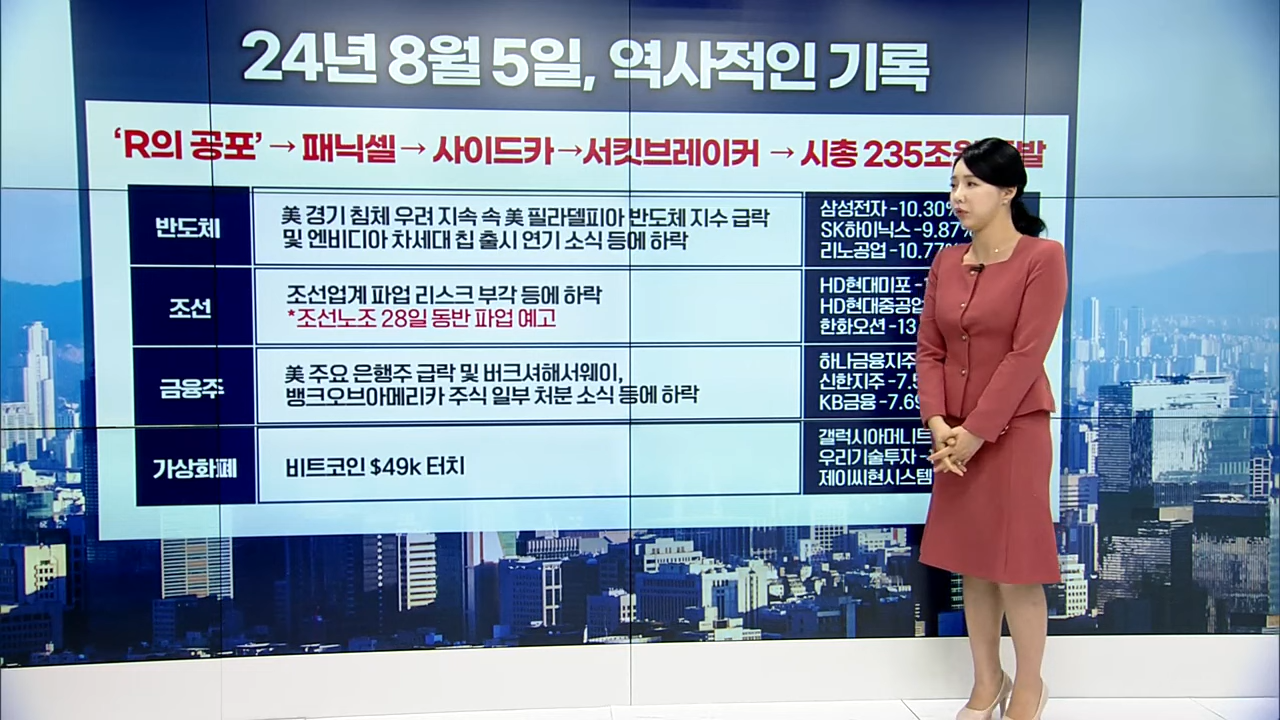 24년 8월 5일, 역사적인 기록
'R의 공포' → 패닉셀 → 사이드카 → 서킷브레이커 → 시총 235조원 발
반도체
美 경기 침체 우려 지속 속 美 필라델피아 반도체 지수 급락
및 엔비디아 차세대 칩 출시 연기 소식 등에 하락
삼성전자 -10.30%
SK하이닉스 -9.87%
리노공업 -10.77%
조선
조선업계 파업 리스크 부각 등에 하락
*조선노조 28일 동반 파업 예고
HD현대미포 -1
HD현대중공업
한화오션 -13
금융주
美 주요 은행주 급락 및 버크셔해서웨이,
뱅크오브아메리카 주식 일부 처분 소식 등에 하락
하나금융지주
신한지주 -7.5
KB금융 -7.69
가상화폐
비트코인 $49k 터치
갤럭시아머니트
우리기술투자 -
제이씨현시스템